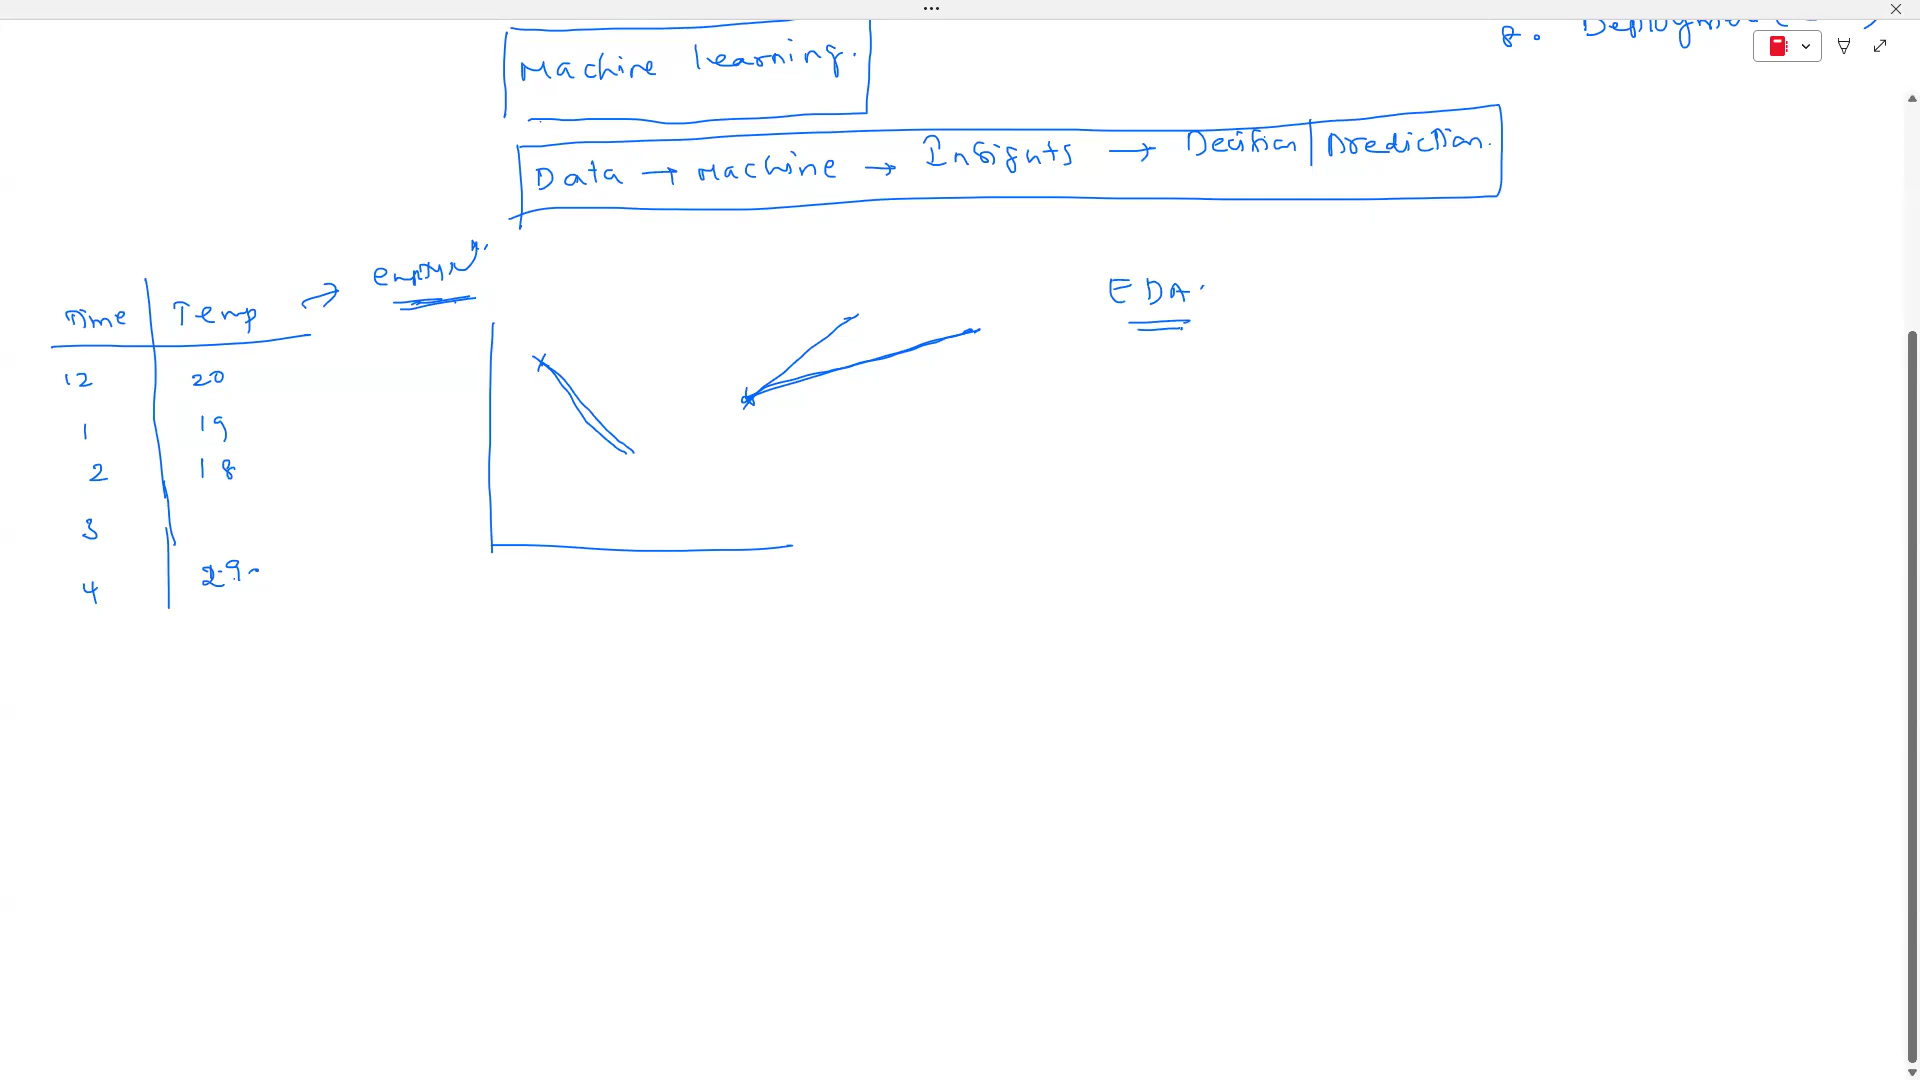 8.
Machine learning.
Data → Machine → Insights → Decision | Prediction.
EDA.
Time Temp →
12 20
1 19
2 18
3
4 29